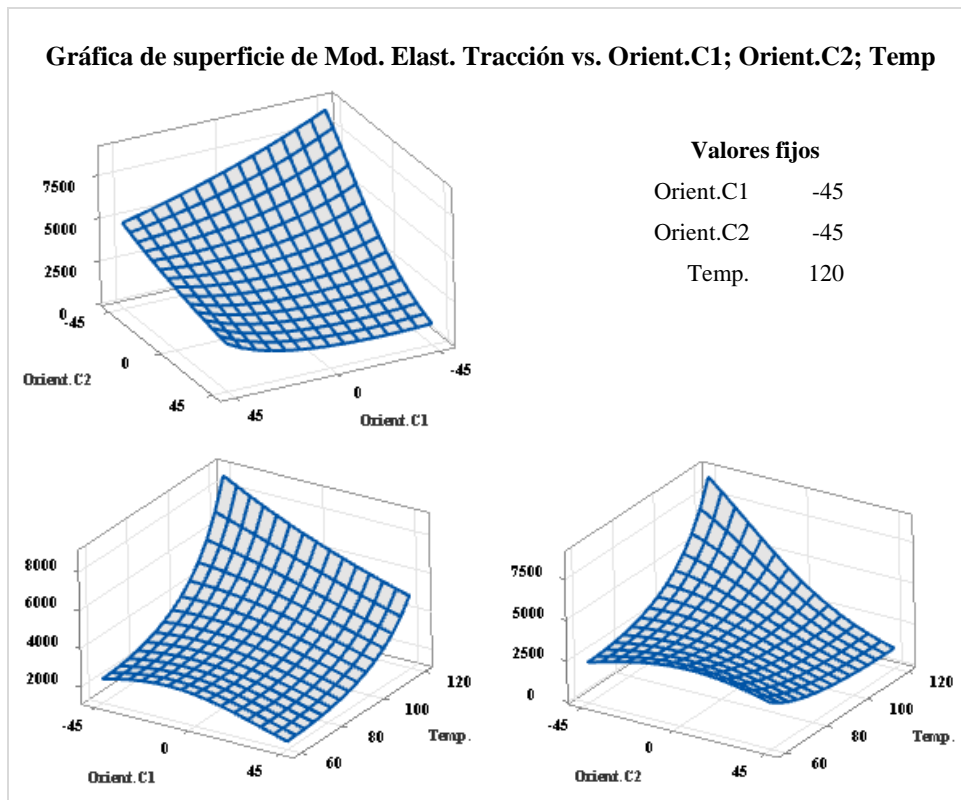 Gráfica de superficie de Mod. Elast. Tracción vs. Orient.C1; Orient.C2; Temp
Valores fijos
Orient.C1 -45
Orient.C2 -45
Temp. 120
7500
5000
2500
0
-45
0
45
Orient.C2
45
0
-45
Orient.C1
8000
6000
4000
2000
-45
0
45
Orient.C1
60
80
100
120
Temp.
7500
5000
2500
0
-45
0
45
Orient.C2
60
80
100
120
Temp.